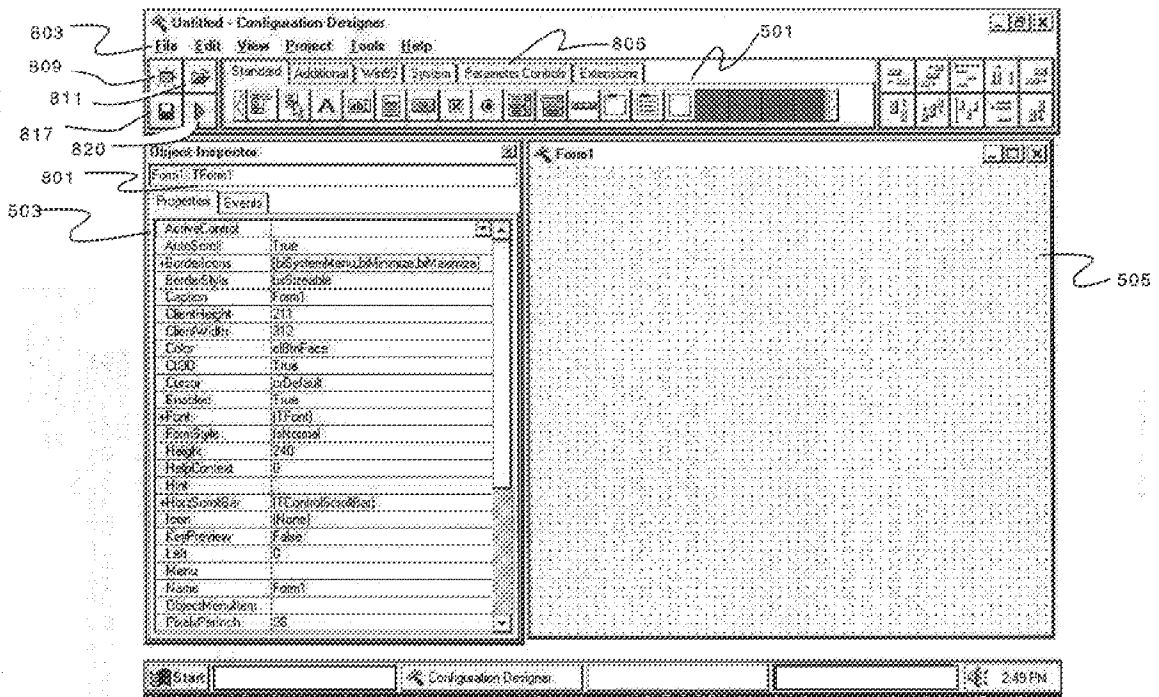 Untitled - Configuration Designer
803
File Edit View Project Tools Help
805
501
809
Standard Additional Win95 System Parameter Controls Extensions
811
817
820
Object Inspector
Form1
801
Form1: TForm1
Properties Events
503
ActiveControl
AutoScroll True
+BorderIcons [biSystemMenu,biMinimize,biMaximize]
BorderStyle bsSizeable
505
Caption Form1
ClientHeight 211
ClientWidth 312
Color clBtnFace
Ctl3D True
Cursor crDefault
Enabled True
+Font (TFont)
FormStyle fsNormal
Height 240
HelpContext 0
Hint
+HorzScrollBar (TControlScrollBar)
Icon (None)
KeyPreview False
Left 0
Menu
Name Form1
ObjectMenuItem
PixelsPerInch
Start Configuration Designer 2:49 PM